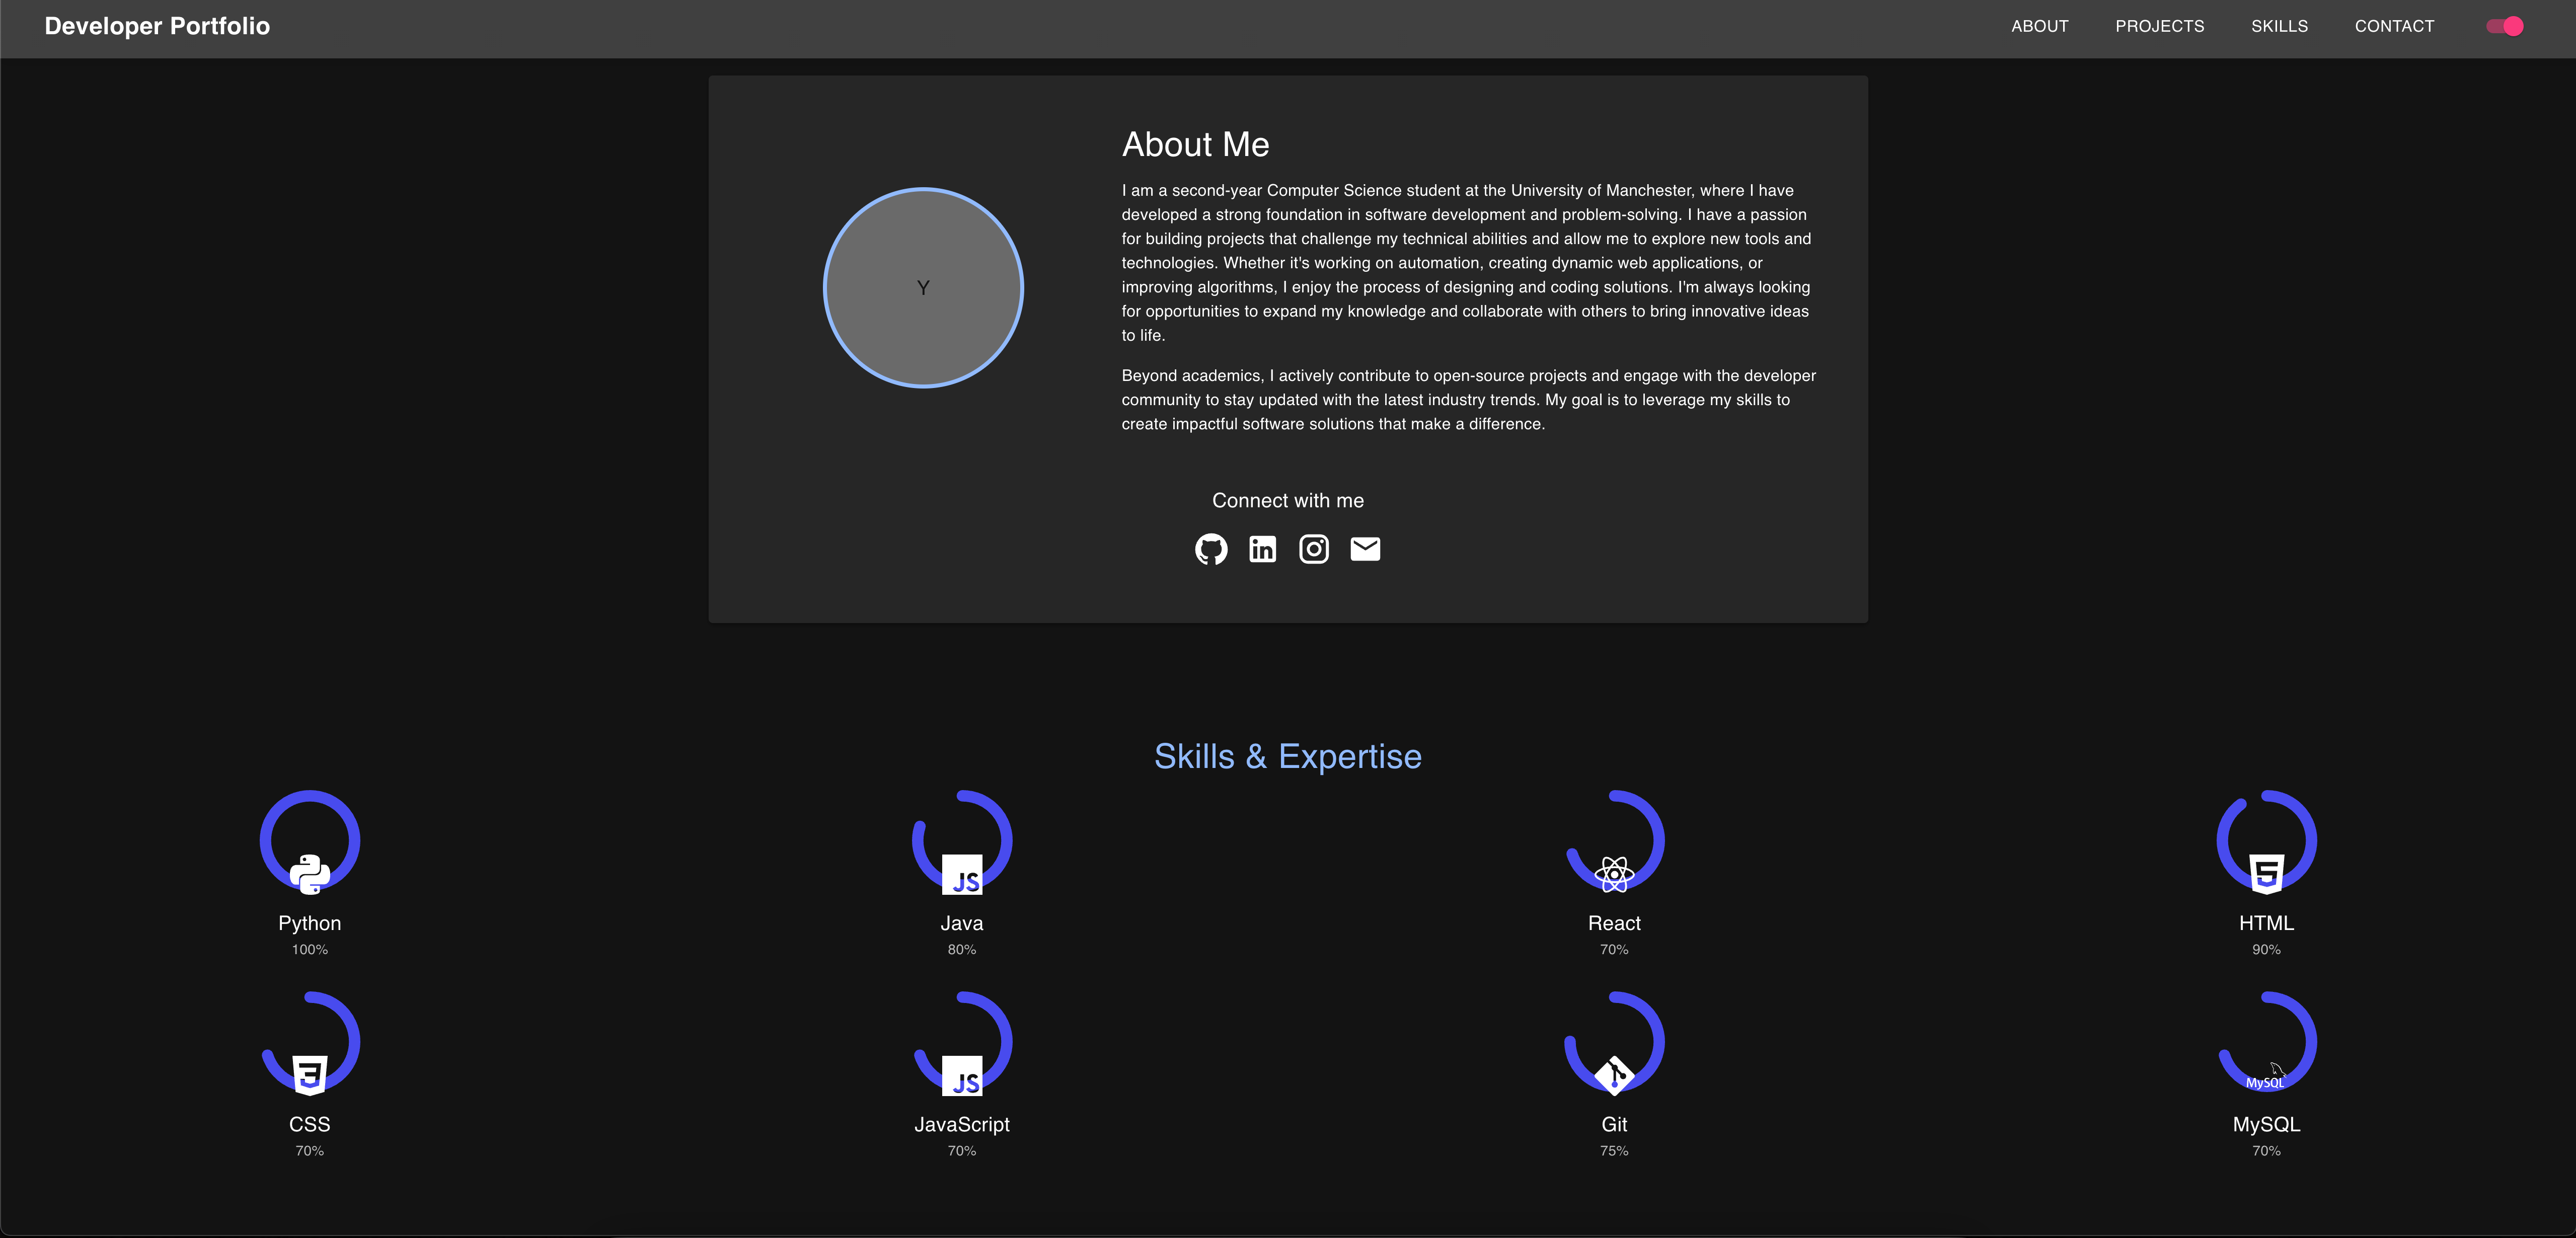 Developer Portfolio
ABOUT PROJECTS SKILLS CONTACT
About Me
I am a second-year Computer Science student at the University of Manchester, where I have
developed a strong foundation in software development and problem-solving. I have a passion
for building projects that challenge my technical abilities and allow me to explore new tools and
technologies. Whether it's working on automation, creating dynamic web applications, or
improving algorithms, I enjoy the process of designing and coding solutions. I'm always looking
for opportunities to expand my knowledge and collaborate with others to bring innovative ideas
to life.
Y
Beyond academics, I actively contribute to open-source projects and engage with the developer
community to stay updated with the latest industry trends. My goal is to leverage my skills to
create impactful software solutions that make a difference.
Connect with me
in
Skills & Expertise
JS
5
Python Java React HTML
100% 80% 70% 90%
3
JS
MySQL
CSS JavaScript Git MySQL
70% 70% 75% 70%